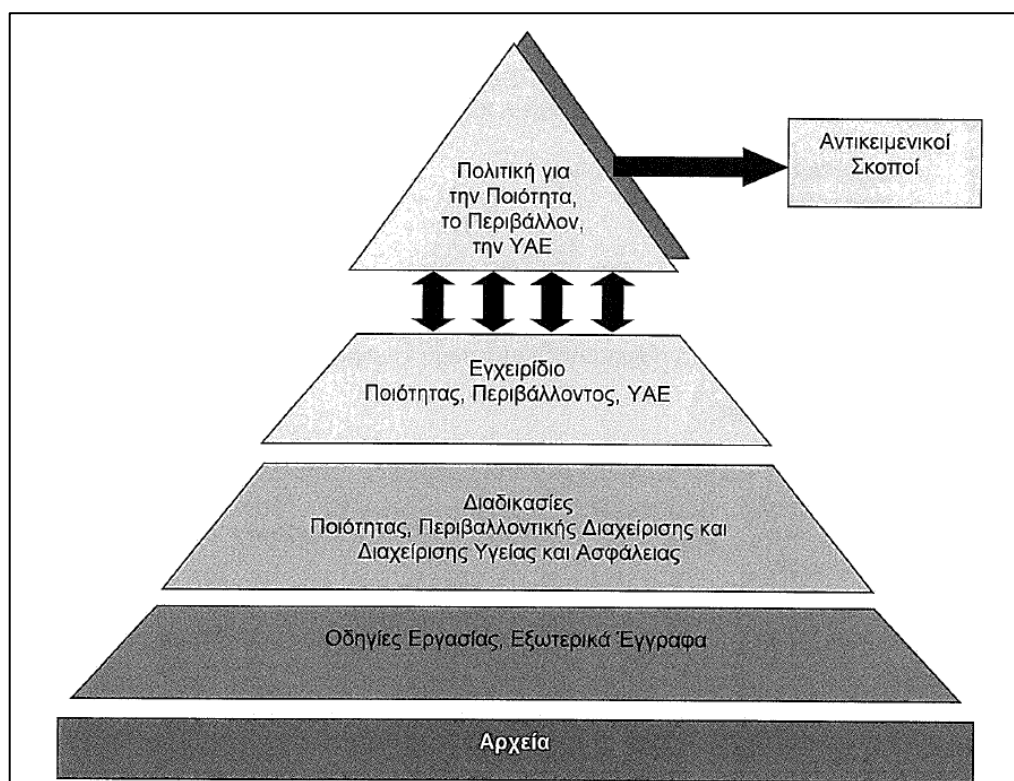 Πολιτική για
την Ποιότητα,
το Περιβάλλον,
την ΥΑΕ
Αντικειμενικοί
Σκοποί
Εγχειρίδιο
Ποιότητας, Περιβάλλοντος, ΥΑΕ
Διαδικασίες
Ποιότητας, Περιβαλλοντικής Διαχείρισης και
Διαχείρισης Υγείας και Ασφάλειας
Οδηγίες Εργασίας, Εξωτερικά Έγγραφα
Αρχεία